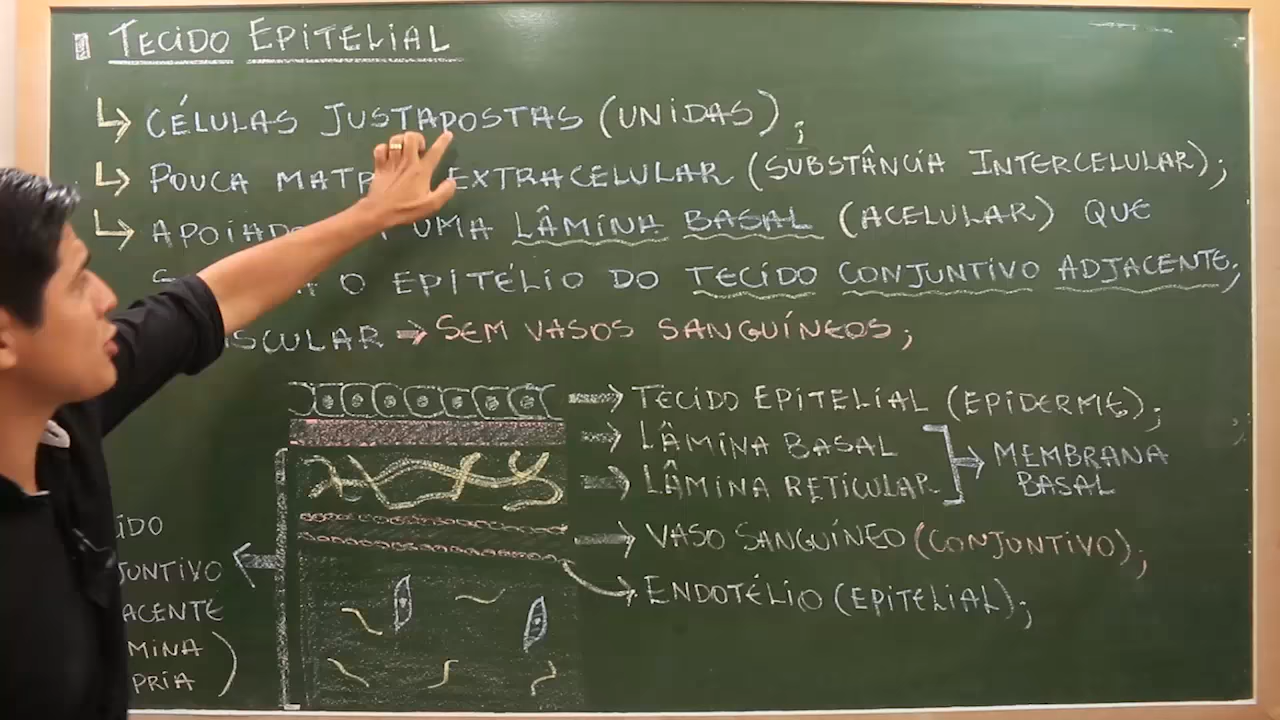 TECIDO EPITELIAL
↳ CÉLULAS JUSTAPOSTAS (UNIDAS);
↳ POUCA EXTRACELULAR (SUBSTÂNCIA INTERCELULAR);
↳ UMA LÂMINA BASAL (ACELULAR) QUE
O EPITÉLIO DO TECIDO CONJUNTIVO ADJACENTE;
SCULAR → SEM VASOS SANGUÍNEOS;
→ TECIDO EPITELIAL (EPIDERME);
→ LÂMINA BASAL
→ LÂMINA RETICULAR
→ MEMBRANA
BASAL
→ VASO SANGUÍNEO (CONJUNTIVO);
→ ENDOTÉLIO (EPITELIAL);
IDO
JUNTIVO
ACENTE
MINA
PRIA)